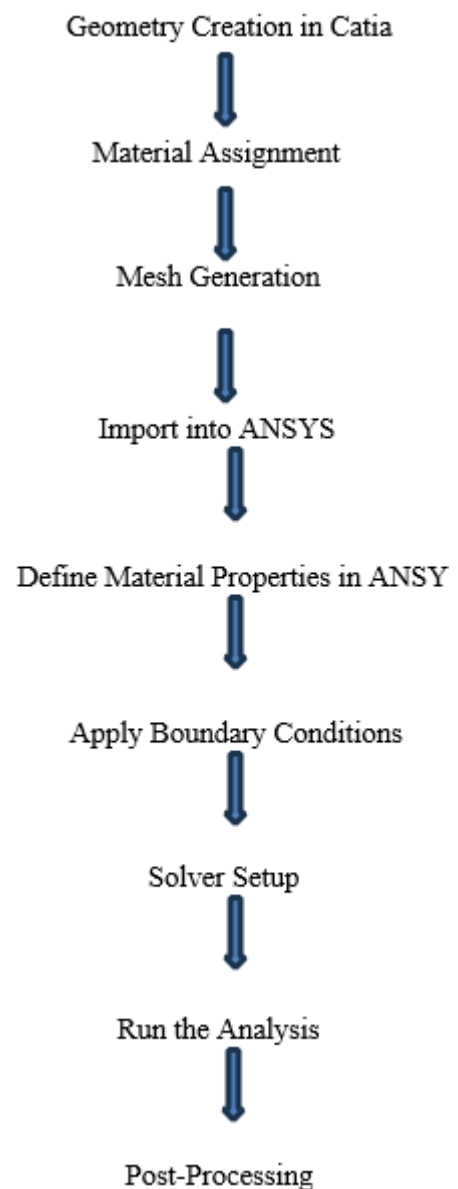 Geometry Creation in Catia
Material Assignment
Mesh Generation
Import into ANSYS
Define Material Properties in ANSY
Apply Boundary Conditions
Solver Setup
Run the Analysis
Post-Processing